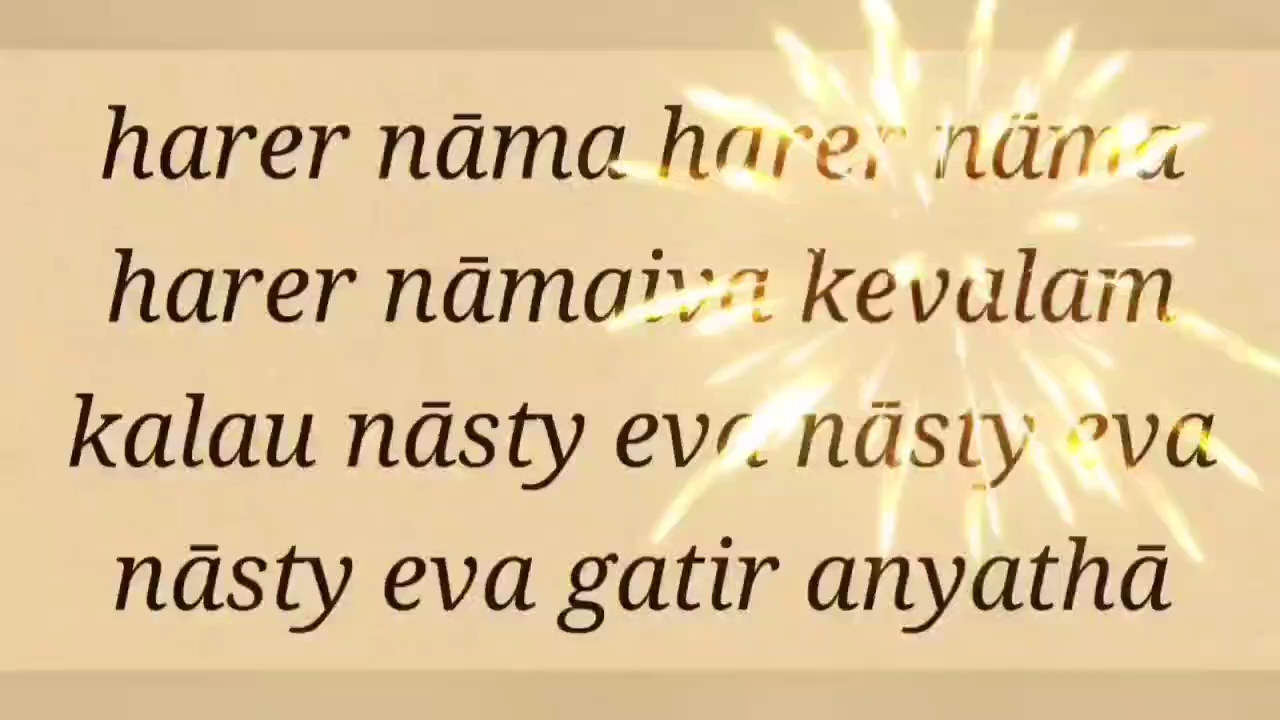 harer nāma harer nāma
harer nāmaiva kevalam
kalau nāsty eva nāsty eva
nāsty eva gatir anyathā